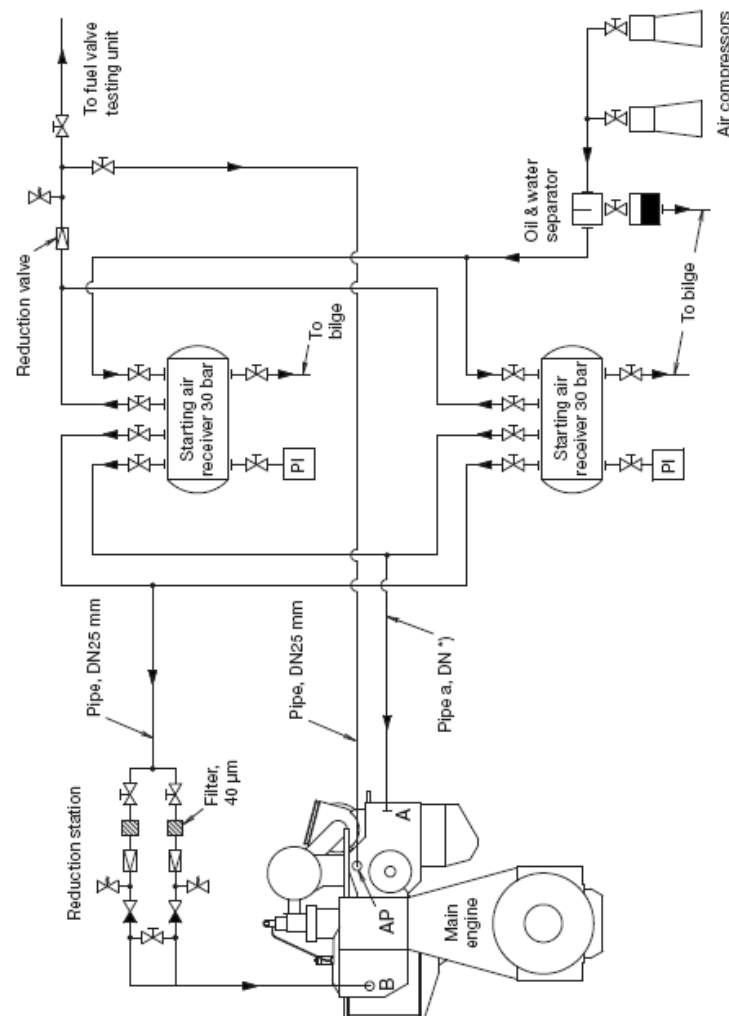 Reduction station
Filter,
40 µm
Pipe, DN25 mm
Reduction valve
To fuel valve
testing unit
Starting air
receiver 30 bar
PI
To
bilge
Pipe, DN25 mm
Pipe a, DN *)
Oil & water
separator
Air compressors
Starting air
receiver 30 bar
PI
To bilge
B
AP
A
Main
engine